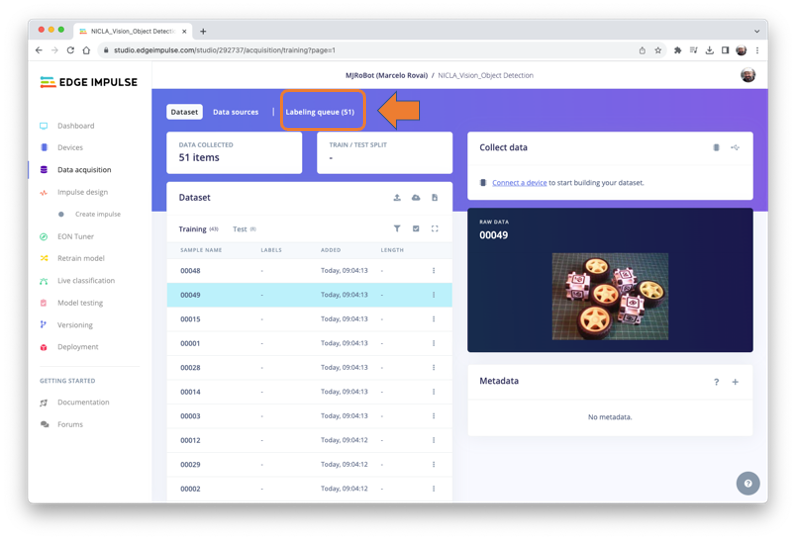 NICLA_Vision_Object Detecti
studio.edgeimpulse.com/studio/292737/acquisition/training?page=1
EDGE IMPULSE
MJRoBot (Marcelo Rovai) / NICLA_Vision_Object Detection
Dashboard
Devices
Data acquisition
Impulse design
Create impulse
EON Tuner
Retrain model
Live classification
Model testing
Versioning
Deployment
GETTING STARTED
Documentation
Forums
Dataset Data sources | Labeling queue (51)
DATA COLLECTED
51 items
TRAIN / TEST SPLIT
-
Dataset
Training (43) Test (8)
SAMPLE NAME LABELS ADDED LENGTH
00048 - Today, 09:04:13 -
00049 - Today, 09:04:13 -
00015 - Today, 09:04:13 -
00001 - Today, 09:04:13 -
00028 - Today, 09:04:13 -
00014 - Today, 09:04:13 -
00003 - Today, 09:04:13 -
00012 - Today, 09:04:12 -
00029 - Today, 09:04:12 -
00002 - Today, 09:04:12 -
Collect data
Connect a device to start building your dataset.
RAW DATA
00049
Metadata
No metadata.